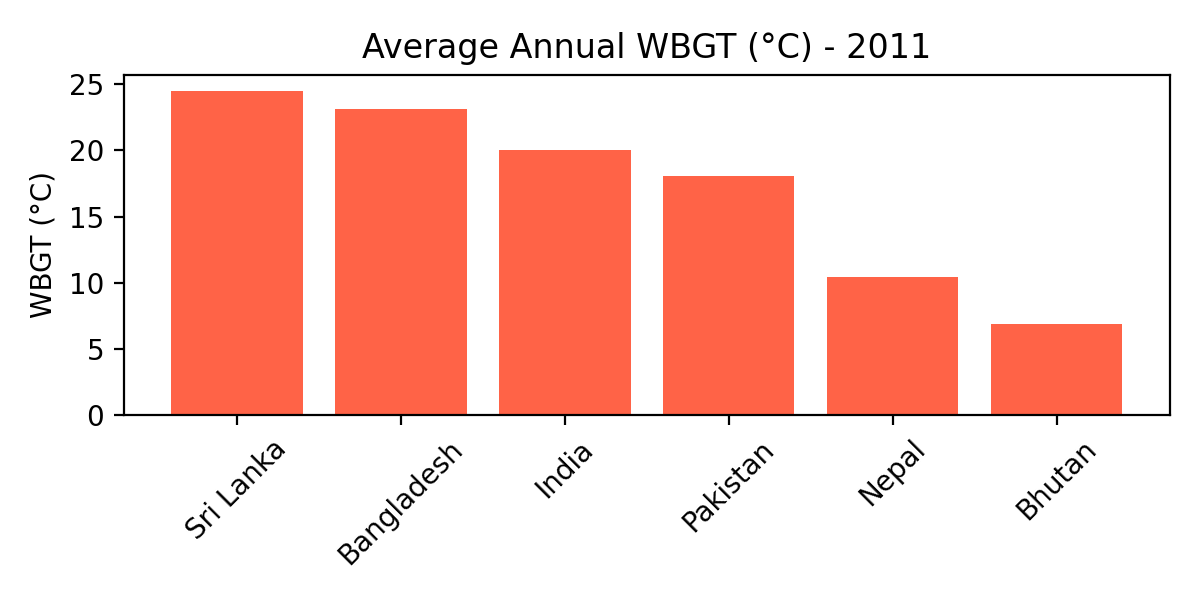 Average Annual WBGT (°C) - 2011
WBGT (°C)
25
20
15
10
5
0
Sri Lanka
Bangladesh
India
Pakistan
Nepal
Bhutan